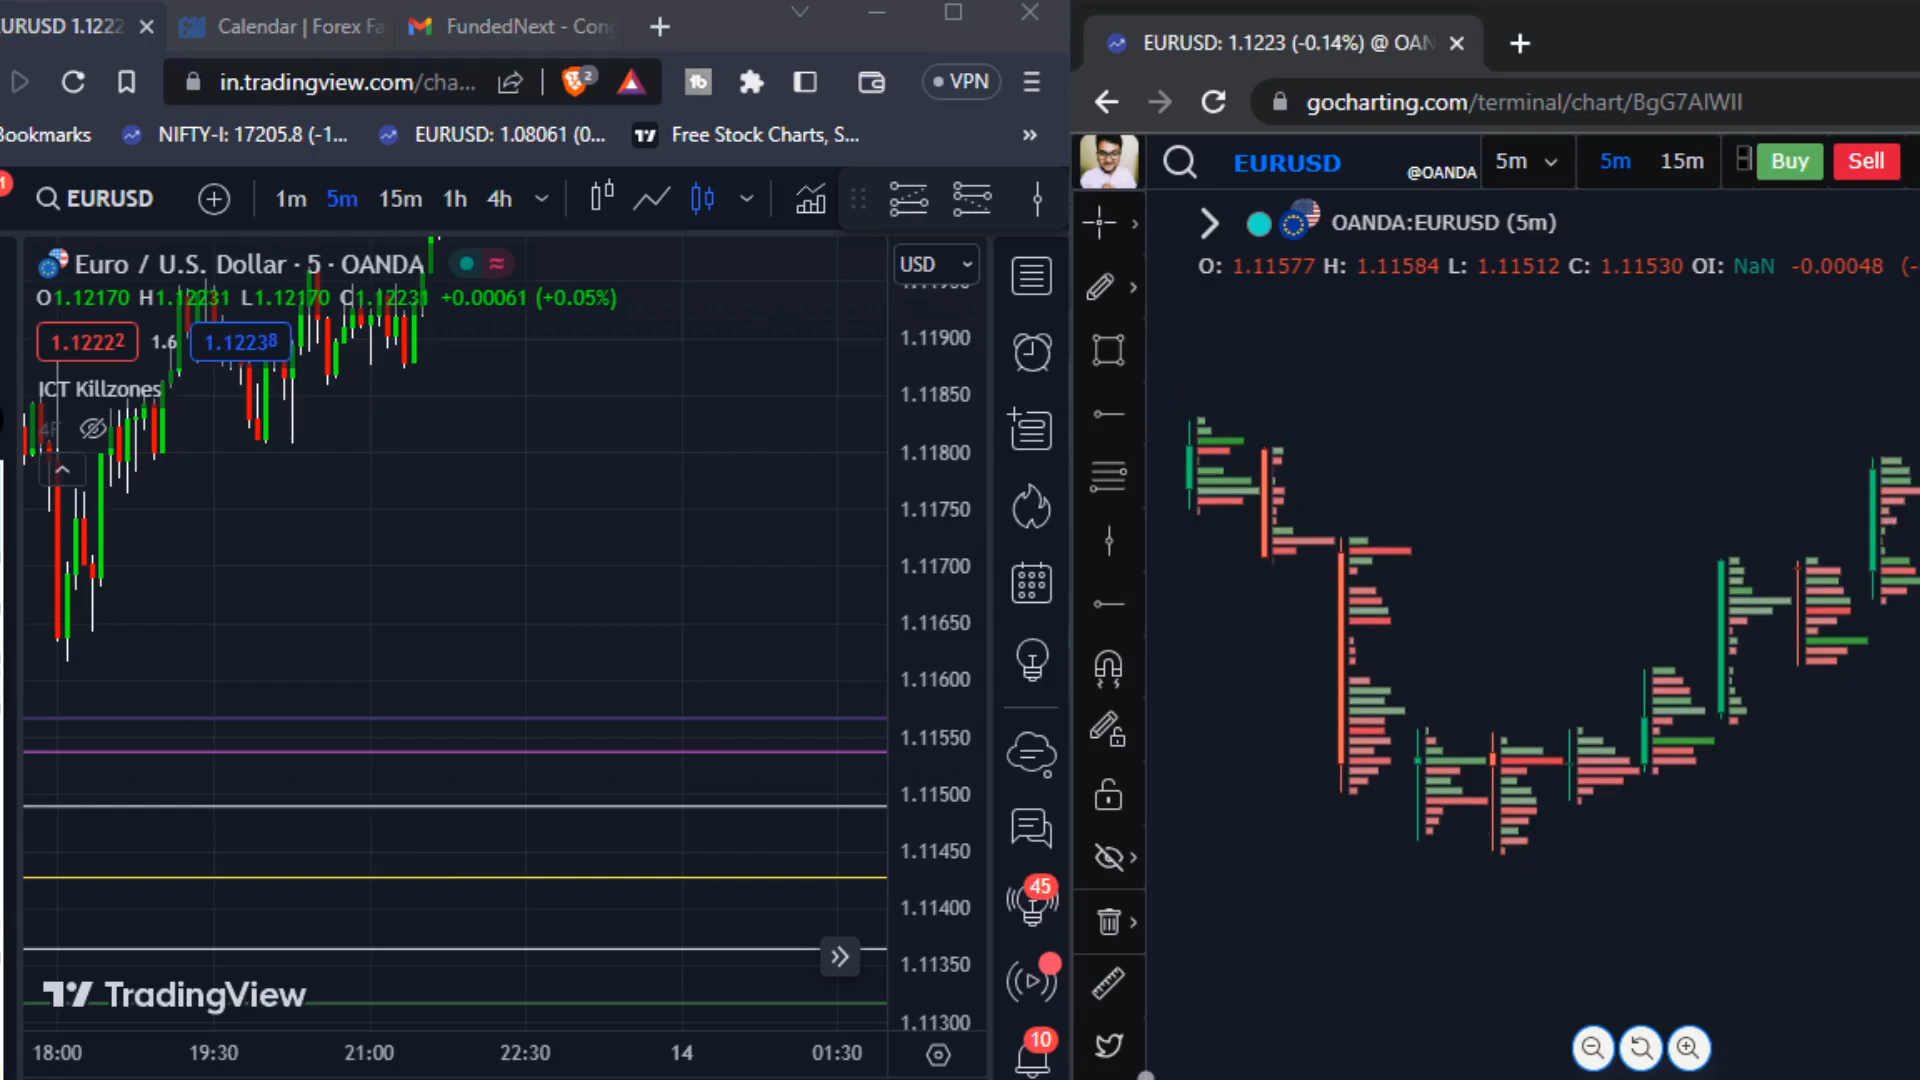 EURUSD 1.1222
Calendar | Forex Fa
FundedNext - Con
EURUSD: 1.1223 (-0.14%) @ OAN
in.tradingview.com/cha...
2
VPN
gocharting.com/terminal/chart/BgG7AlWII
Bookmarks
NIFTY-I: 17205.8 (-1...
EURUSD: 1.08061 (0...
Free Stock Charts, S...
»
EURUSD
@OANDA
5m
5m
15m
Buy
Sell
1
EURUSD
1m
5m
15m
1h
4h
Euro / U.S. Dollar · 5 · OANDA
USD
OANDA:EURUSD (5m)
O1.12170 H1.12231 L1.12170 C1.12231 +0.00061 (+0.05%)
O: 1.11577 H: 1.11584 L: 1.11512 C: 1.11530 OI: NaN -0.00048 (-
1.12222
1.6
1.12238
ICT Killzones
1.11900
1.11850
1.11800
1.11750
1.11700
1.11650
1.11600
1.11550
1.11500
1.11450
1.11400
1.11350
1.11300
45
10
TradingView
18:00
19:30
21:00
22:30
14
01:30